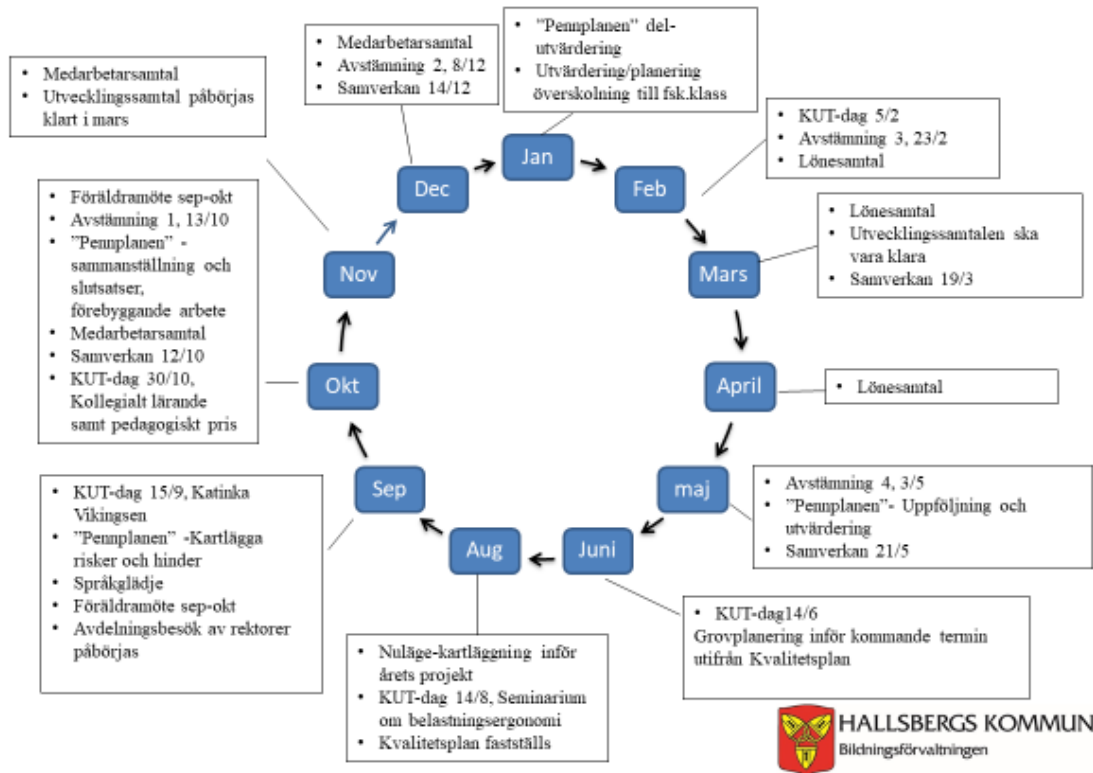 • ”Pennplanen” del-
utvärdering
• Utvärdering/planering
överskolning till fsk.klass
• Medarbetarsamtal
• Avstämning 2, 8/12
• Samverkan 14/12
• Medarbetarsamtal
• Utvecklingssamtal påbörjas
klart i mars
• KUT-dag 5/2
• Avstämning 3, 23/2
• Lönesamtal
Jan
Dec
Feb
• Föräldramöte sep-okt
• Avstämning 1, 13/10
• ”Pennplanen” -
sammanställning och
slutsatser,
förebyggande arbete
• Medarbetarsamtal
• Samverkan 12/10
• KUT-dag 30/10,
Kollegialt lärande
samt pedagogiskt pris
• Lönesamtal
• Utvecklingssamtalen ska
vara klara
• Samverkan 19/3
Nov
Mars
Okt
April
• Lönesamtal
Sep
maj
• KUT-dag 15/9, Katinka
Vikingsen
• ”Pennplanen” -Kartlägga
risker och hinder
• Språkglädje
• Föräldramöte sep-okt
• Avdelningsbesök av rektorer
påbörjas
• Avstämning 4, 3/5
• ”Pennplanen”- Uppföljning och
utvärdering
• Samverkan 21/5
Aug
Juni
• KUT-dag14/6
Grovplanering inför kommande termin
utifrån Kvalitetsplan
• Nuläge-kartläggning inför
årets projekt
• KUT-dag 14/8, Seminarium
om belastningsergonomi
• Kvalitetsplan fastställs
HALLSBERGS KOMMUN
Bildningsförvaltningen